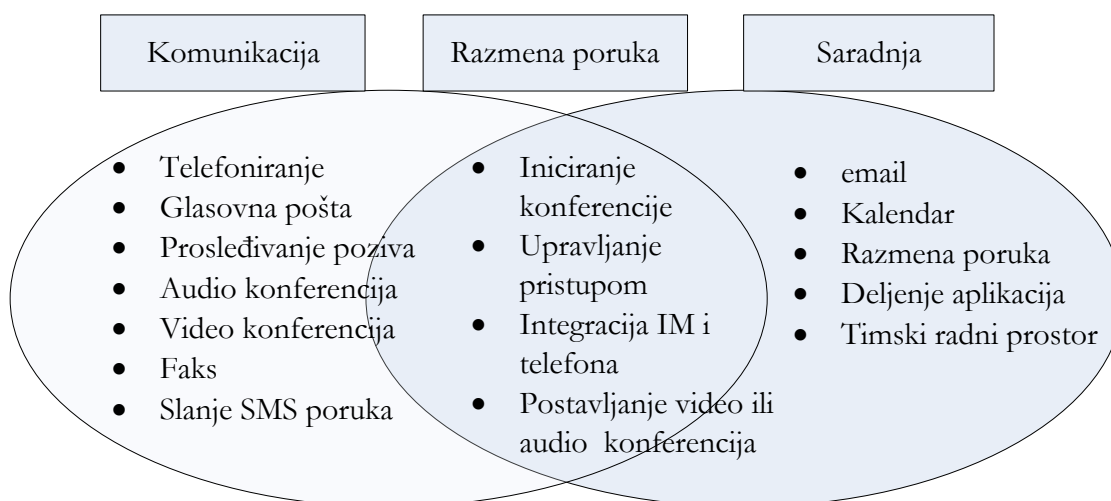 Komunikacija
Razmena poruka
Saradnja
• Telefoniranje
• Glasovna pošta
• Prosleđivanje poziva
• Audio konferencija
• Video konferencija
• Faks
• Slanje SMS poruka
• Iniciranje
konferencije
• Upravljanje
pristupom
• Integracija IM i
telefona
• Postavljanje video ili
audio konferencija
• email
• Kalendar
• Razmena poruka
• Deljenje aplikacija
• Timski radni prostor